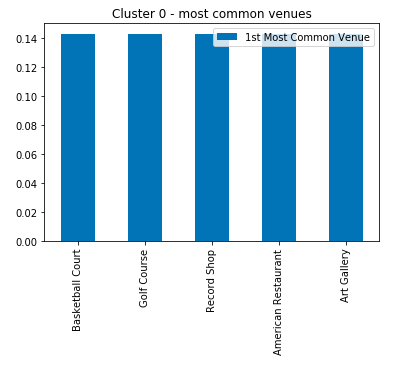 Cluster 0 - most common venues
1st Most Common Venue
0.14
0.12
0.10
0.08
0.06
0.04
0.02
0.00
Basketball Court
Golf Course
Record Shop
American Restaurant
Art Gallery